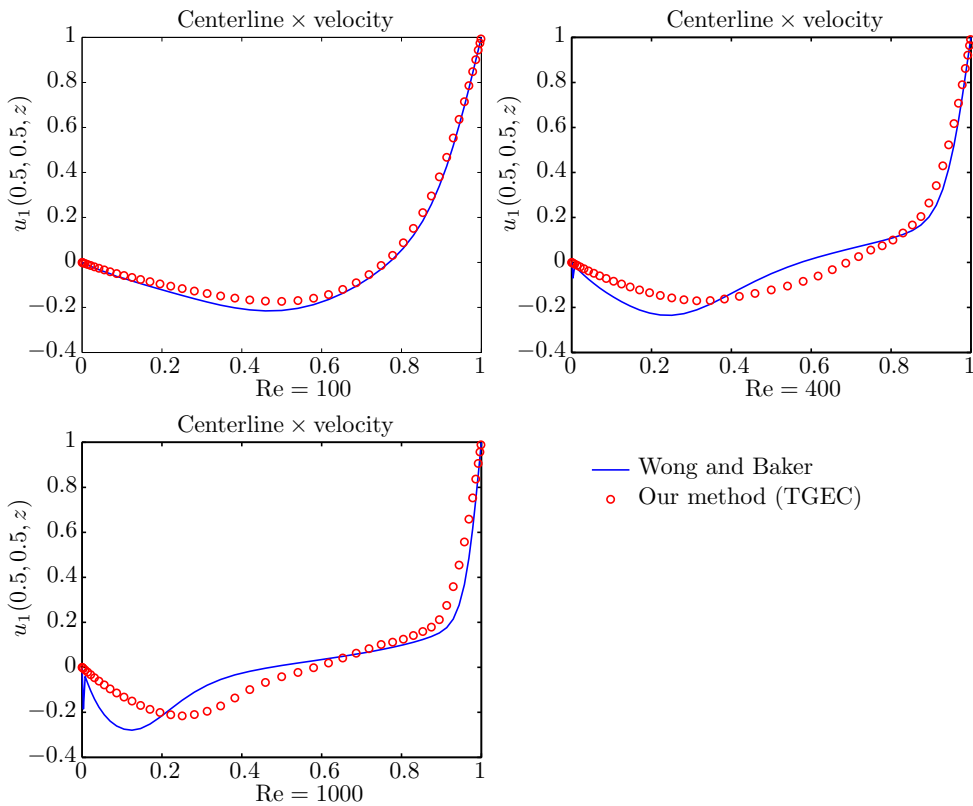 Centerline × velocity
u₁(0.5, 0.5, z)
1
0.8
0.6
0.4
0.2
0
−0.2
−0.4
0 0.2 0.4 0.6 0.8 1
Re = 100
Centerline × velocity
u₁(0.5, 0.5, z)
1
0.8
0.6
0.4
0.2
0
−0.2
−0.4
0 0.2 0.4 0.6 0.8 1
Re = 400
Centerline × velocity
u₁(0.5, 0.5, z)
1
0.8
0.6
0.4
0.2
0
−0.2
−0.4
0 0.2 0.4 0.6 0.8 1
Re = 1000
Wong and Baker
Our method (TGEC)